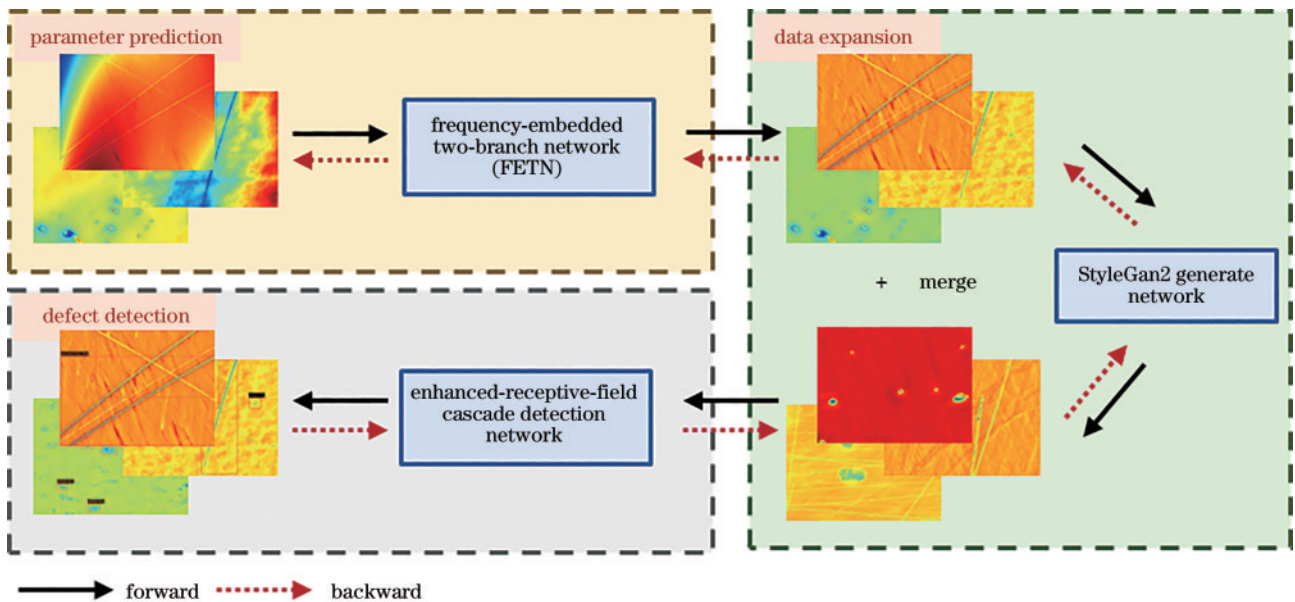 parameter prediction
frequency-embedded
two-branch network
(FETN)
data expansion
+ merge
StyleGan2 generate
network
defect detection
enhanced-receptive-field
cascade detection
network
forward
backward